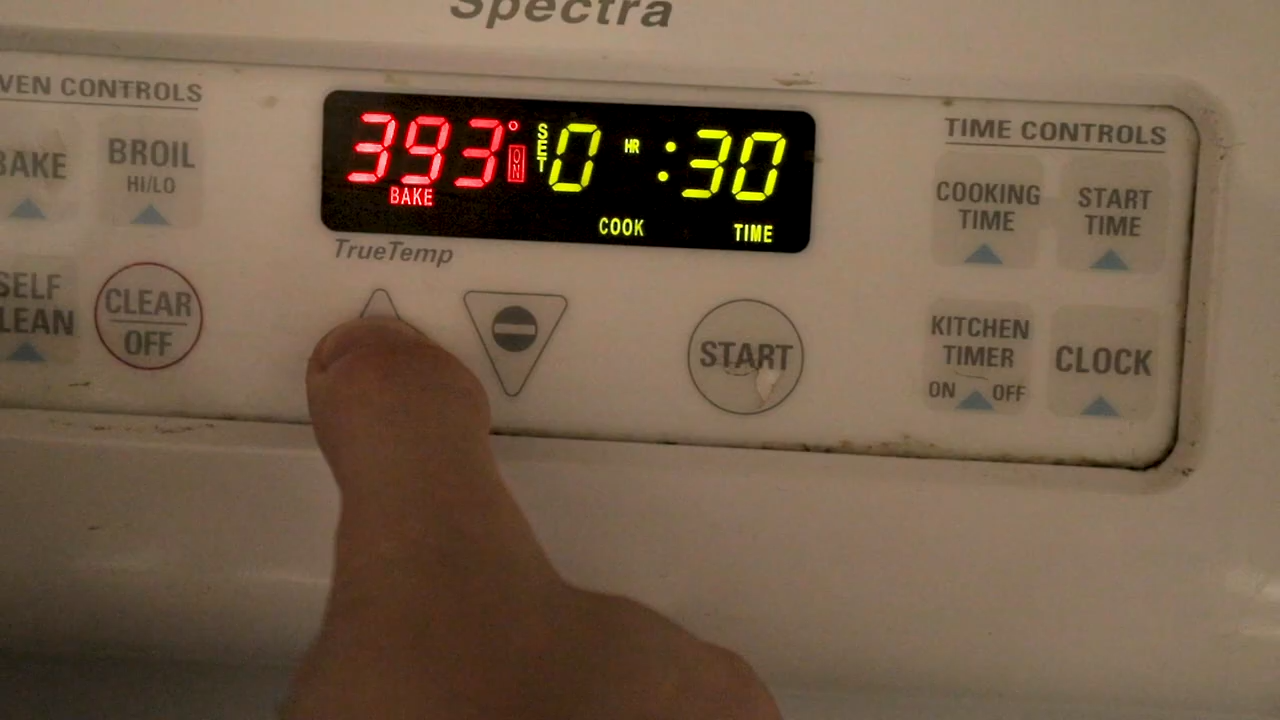 Spectra
VEN CONTROLS
BAKE
BROIL
HI/LO
393°
ON
BAKE
SET
0 HR :30
COOK TIME
TrueTemp
SELF
LEAN
CLEAR
OFF
START
TIME CONTROLS
COOKING
TIME
START
TIME
KITCHEN
TIMER
ON OFF
CLOCK